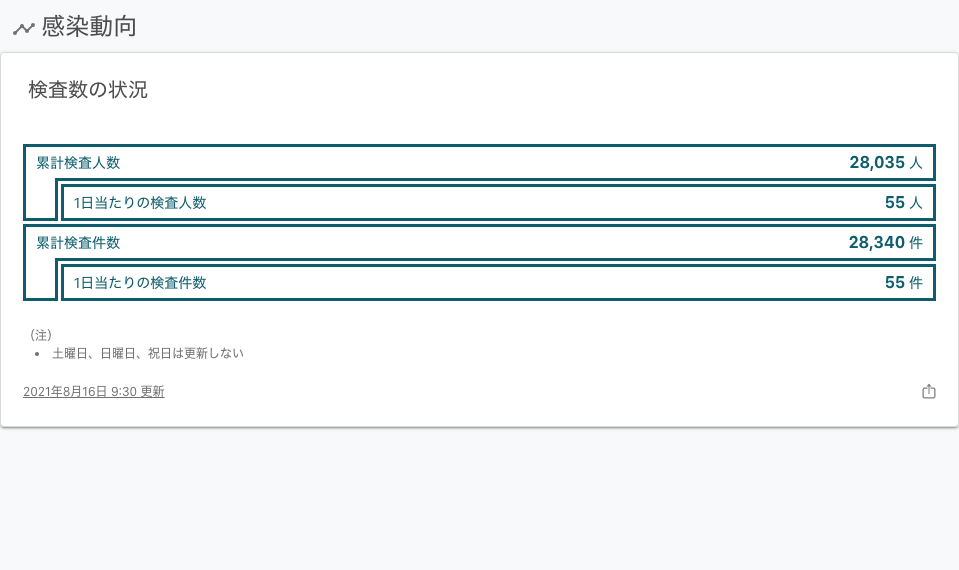 感染動向
検査数の状況
累計検査人数 28,035 人
1日当たりの検査人数 55 人
累計検査件数 28,340 件
1日当たりの検査件数 55 件
（注）
• 土曜日、日曜日、祝日は更新しない
2021年8月16日 9:30 更新